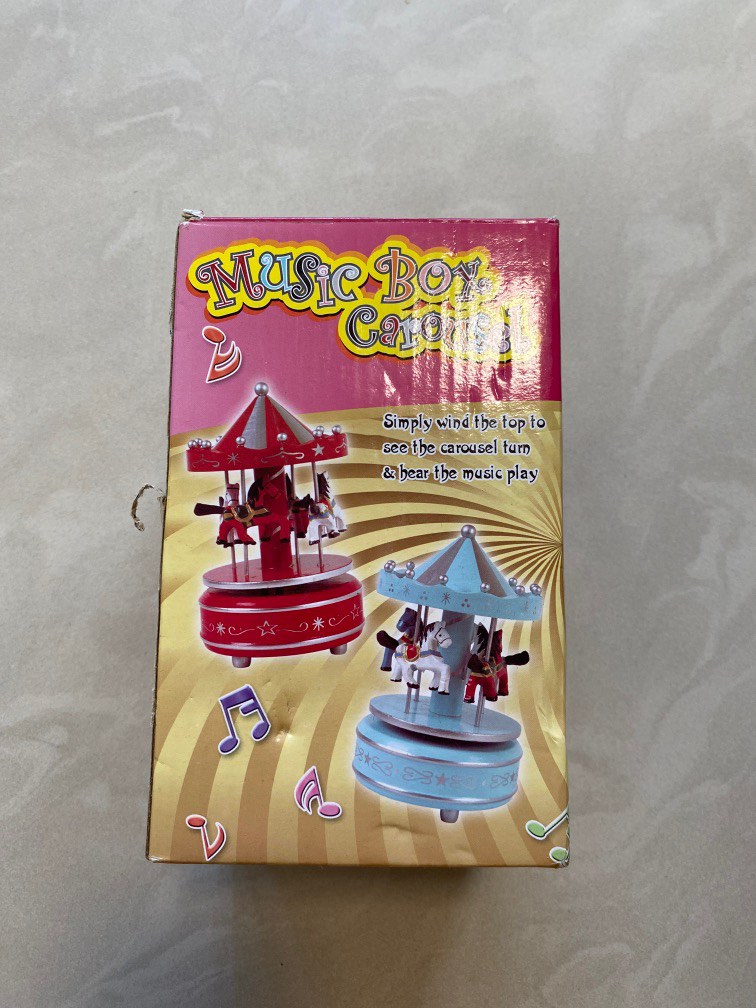 Music Box
Carousel
Simply wind the top to
see the carousel turn
& hear the music play